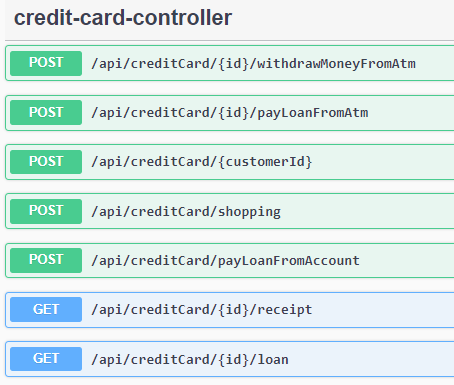 credit-card-controller
POST /api/creditCard/{id}/withdrawMoneyFromAtm
POST /api/creditCard/{id}/payLoanFromAtm
POST /api/creditCard/{customerId}
POST /api/creditCard/shopping
POST /api/creditCard/payLoanFromAccount
GET /api/creditCard/{id}/receipt
GET /api/creditCard/{id}/loan